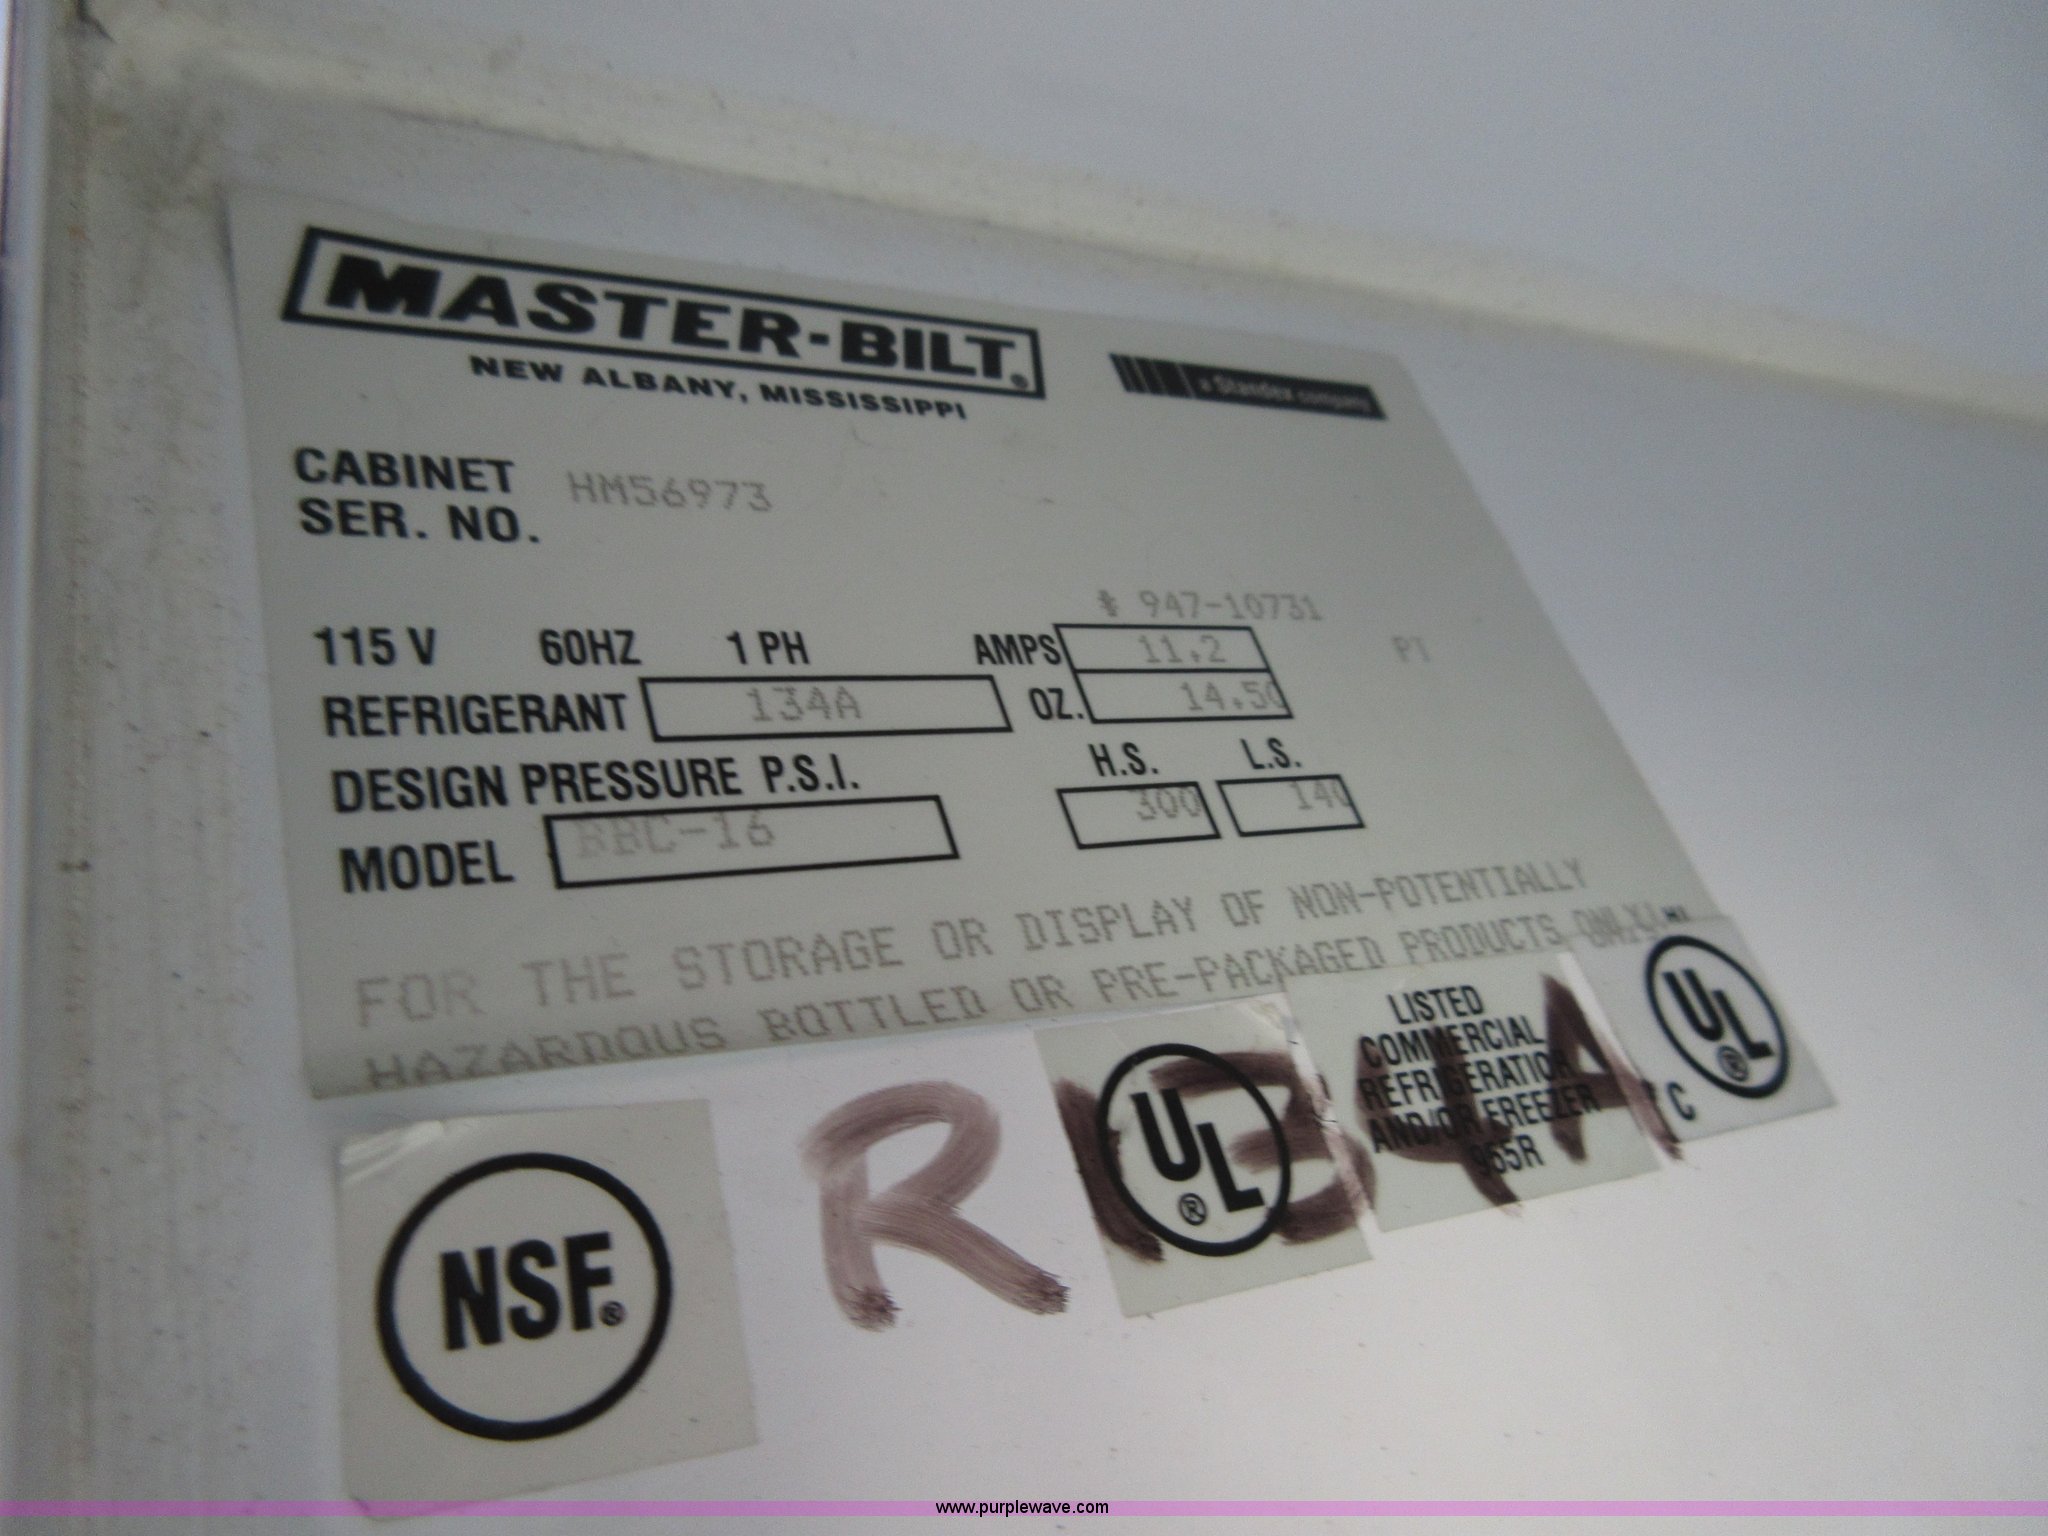 MASTER-BILT®
NEW ALBANY, MISSISSIPPI
a Standex company
CABINET
SER. NO. HM56973
# 947-10731
115 V 60HZ 1 PH AMPS 11.2 PT
REFRIGERANT 134A OZ. 14.50
DESIGN PRESSURE P.S.I. H.S. L.S.
300 140
MODEL BBC-16
FOR THE STORAGE OR DISPLAY OF NON-POTENTIALLY
HAZARDOUS BOTTLED OR PRE-PACKAGED PRODUCTS ONLY
NSF®
R134A
UL®
LISTED
COMMERCIAL
REFRIGERATION
AND/OR FREEZER
955R
C UL®
www.purplewave.com